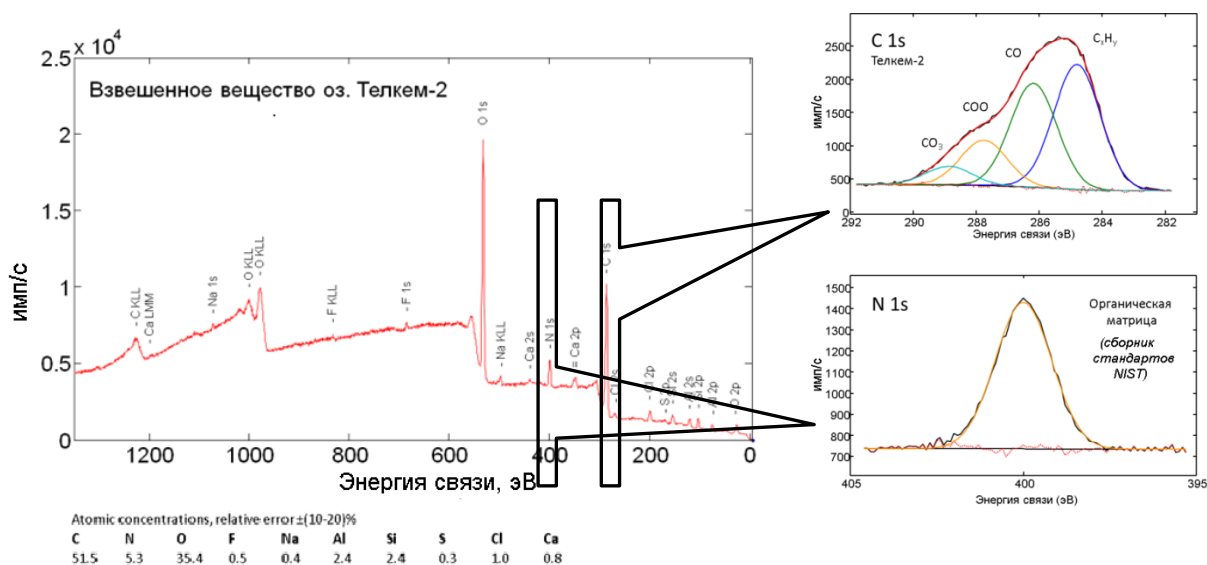 × 10⁴
2.5
2
1.5
1
0.5
0
Взвешенное вещество оз. Телкем-2
имп/с
- C KLL
- Ca LMM
- Na 1s
- O KLL
- O KLL
- F KLL
- F 1s
- O 1s
- Na KLL
- Ca 2s
- N 1s
= Ca 2p
- C 1s
- O 2p
1200
1000
800
600
400
200
0
Энергия связи, эВ
C 1s
Телкем-2
CO₃
COO
CO
CₓHᵧ
имп/с
2500
2000
1500
1000
500
0
292
290
288
286
284
282
Энергия связи (эВ)
N 1s
Органическая
матрица
(сборник
стандартов
NIST)
имп/с
1500
1400
1300
1200
1100
1000
900
800
700
405
400
395
Энергия связи (эВ)
Atomic concentrations, relative error ±(10-20)%
C N O F Na Al Si S Cl Ca
51.5 5.3 35.4 0.5 0.4 2.4 2.4 0.3 1.0 0.8